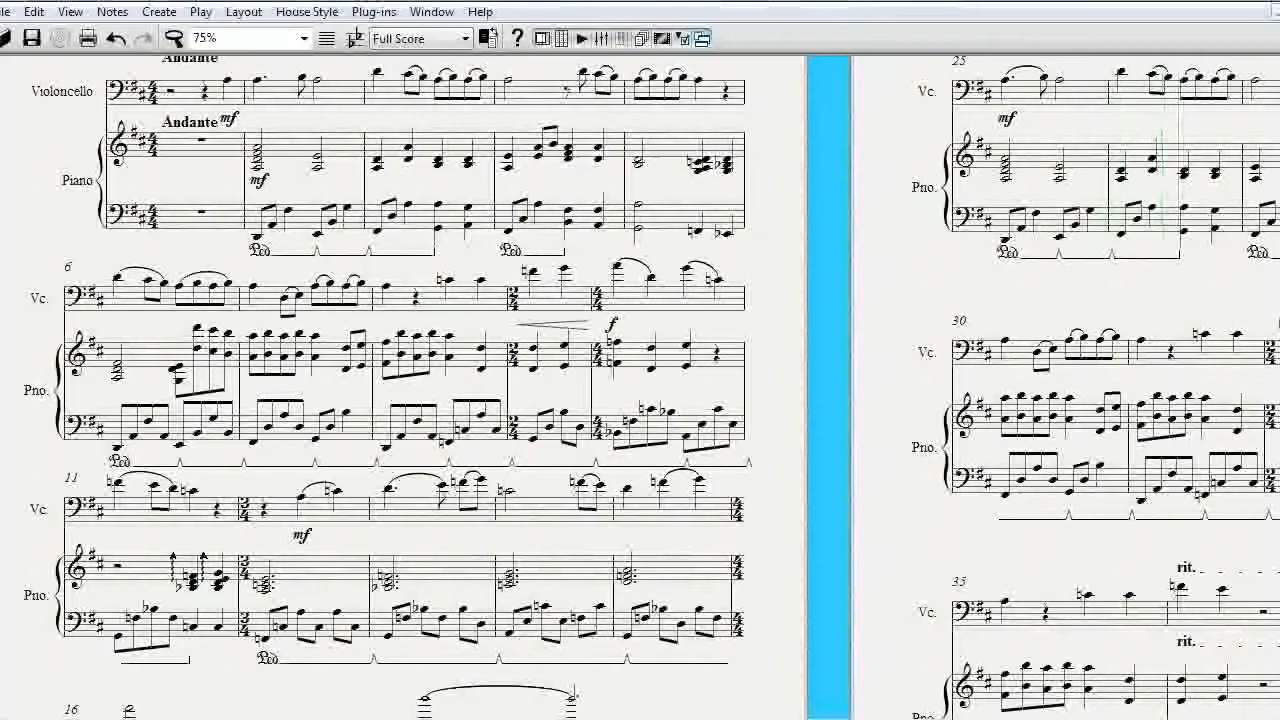 Edit View Notes Create Play Layout House Style Plug-ins Window Help
75% Full Score ?
Andante
Violoncello
mf
Andante
Piano
mf
Ped Ped
6
Vc.
f
Pno.
Ped
11
Vc.
mf
Pno.
Ped
16
25
Vc.
mf
Pno.
Ped Ped
30
Vc.
Pno.
rit.
35
Vc.
rit.